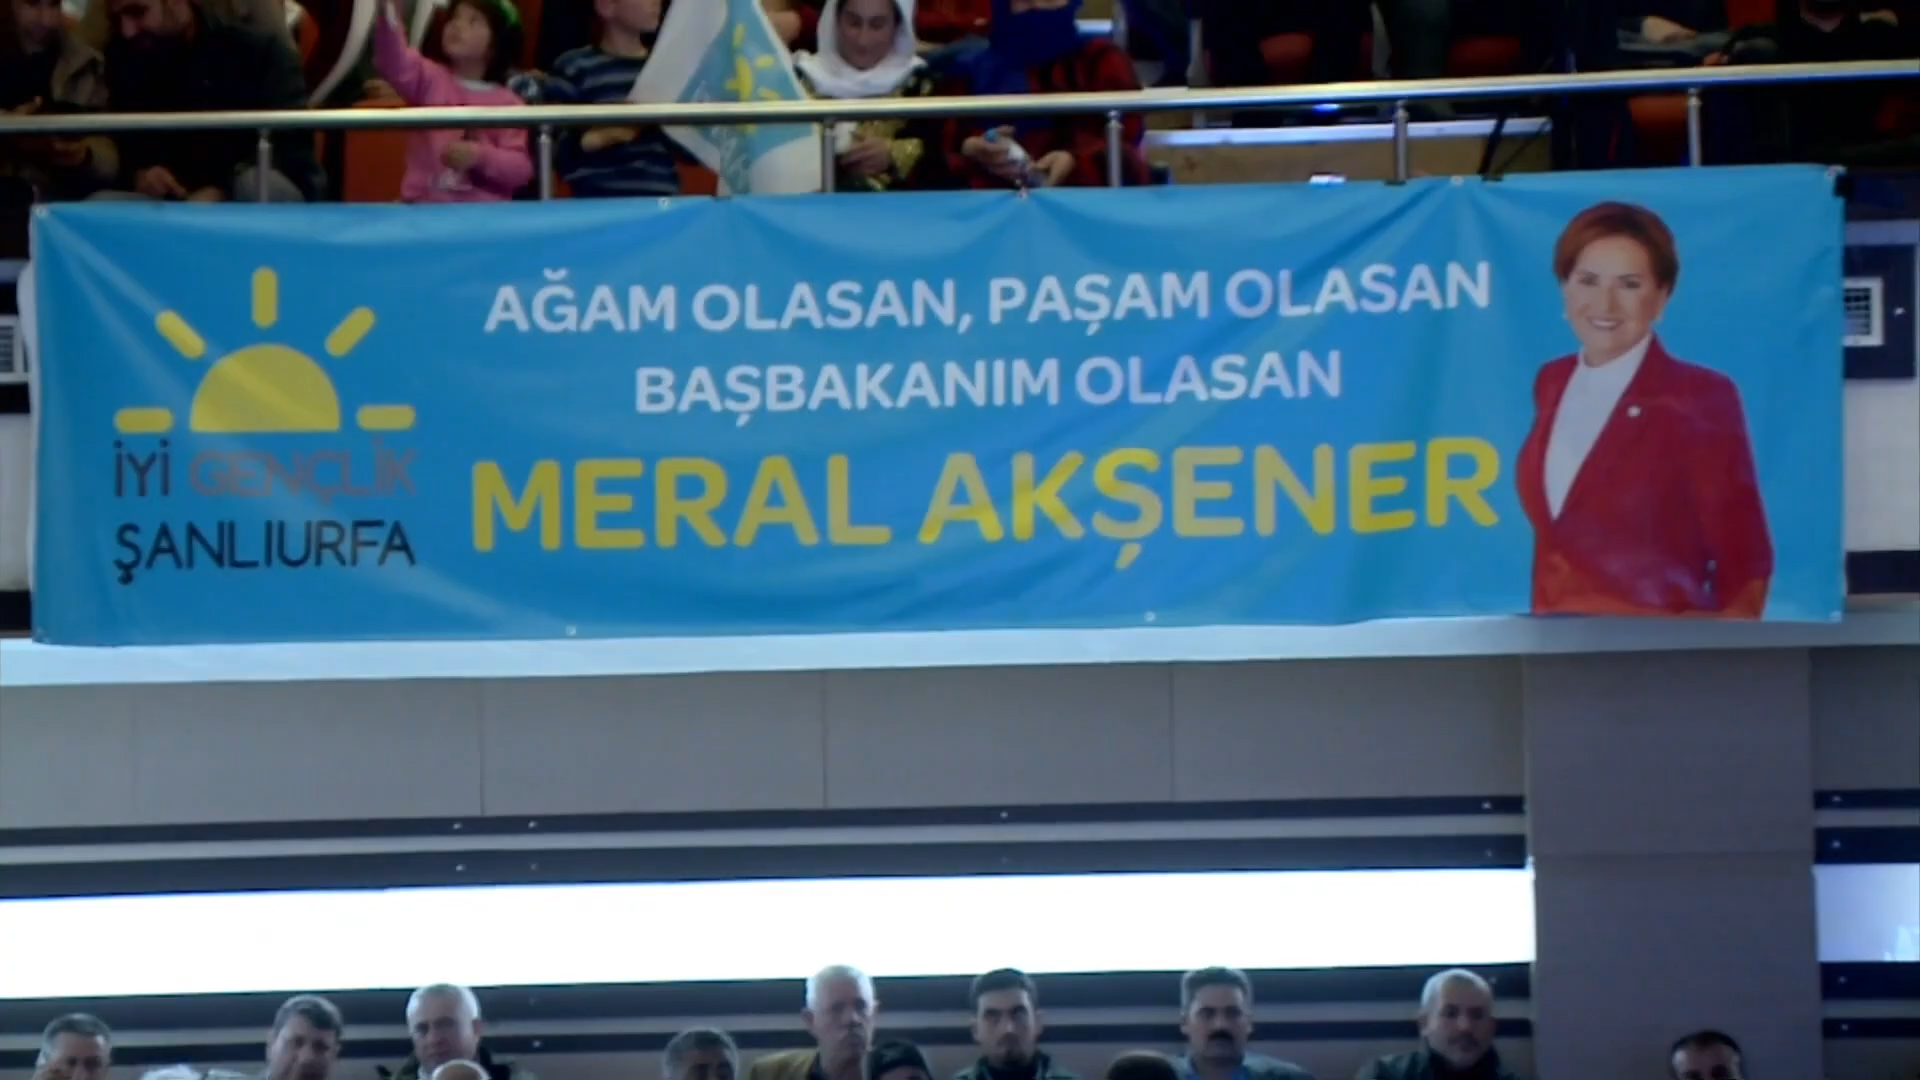 AĞAM OLASAN, PAŞAM OLASAN
BAŞBAKANIM OLASAN
MERAL AKŞENER
İYİ GENÇLİK
ŞANLIURFA